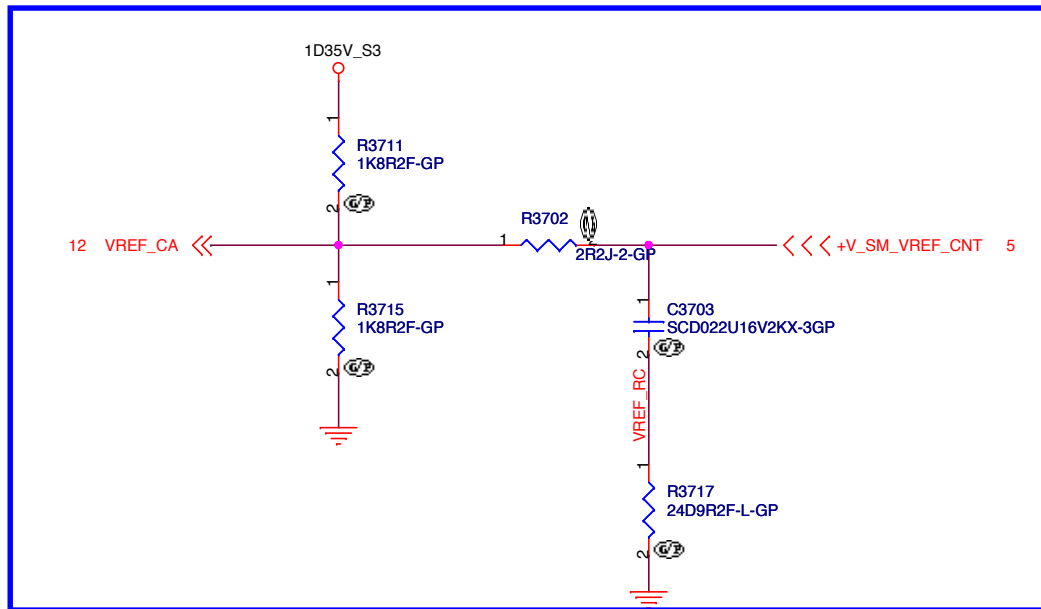 1D35V_S3
1
R3711
1K8R2F-GP
2
G/P
12 VREF_CA
1
R3702
2R2J-2-GP
+V_SM_VREF_CNT 5
1
R3715
1K8R2F-GP
2
G/P
1
C3703
SCD022U16V2KX-3GP
2
G/P
VREF_RC
1
R3717
24D9R2F-L-GP
2
G/P